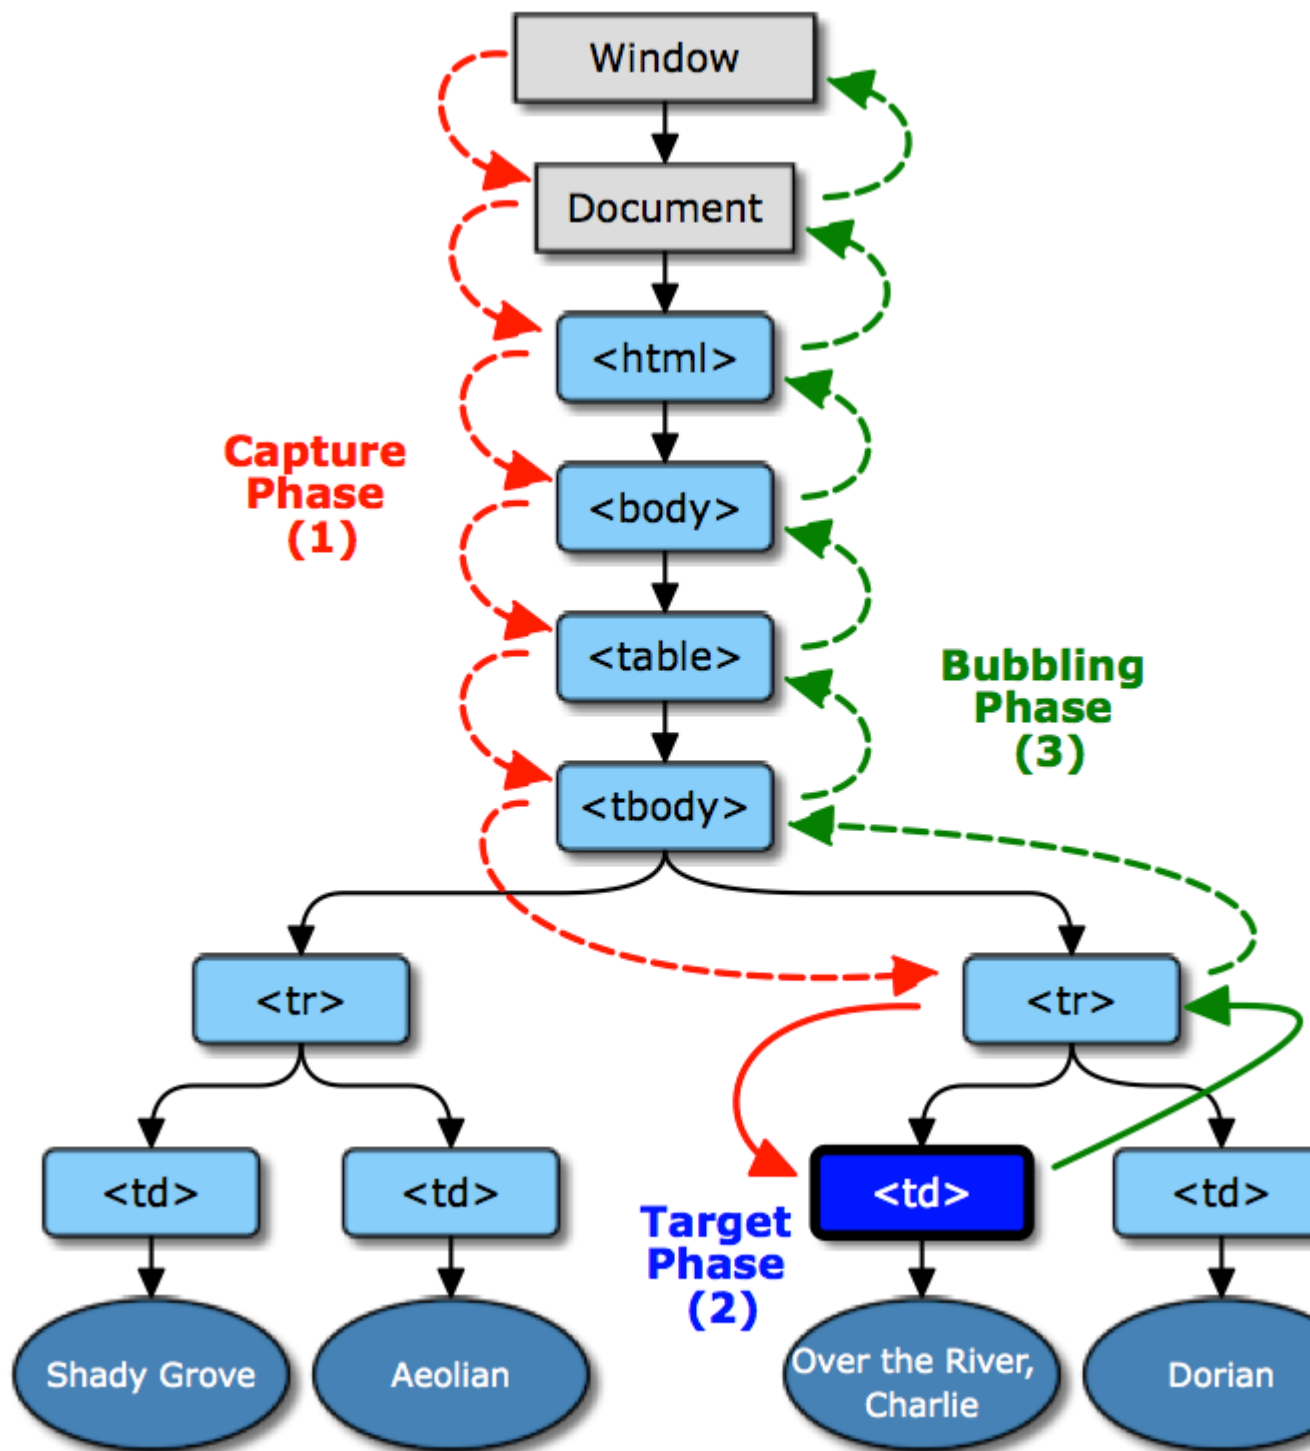 Window
Document
<html>
Capture
Phase
(1)
<body>
<table>
Bubbling
Phase
(3)
<tbody>
<tr>
<tr>
<td>
<td>
<td>
<td>
Target
Phase
(2)
Shady Grove
Aeolian
Over the River,
Charlie
Dorian